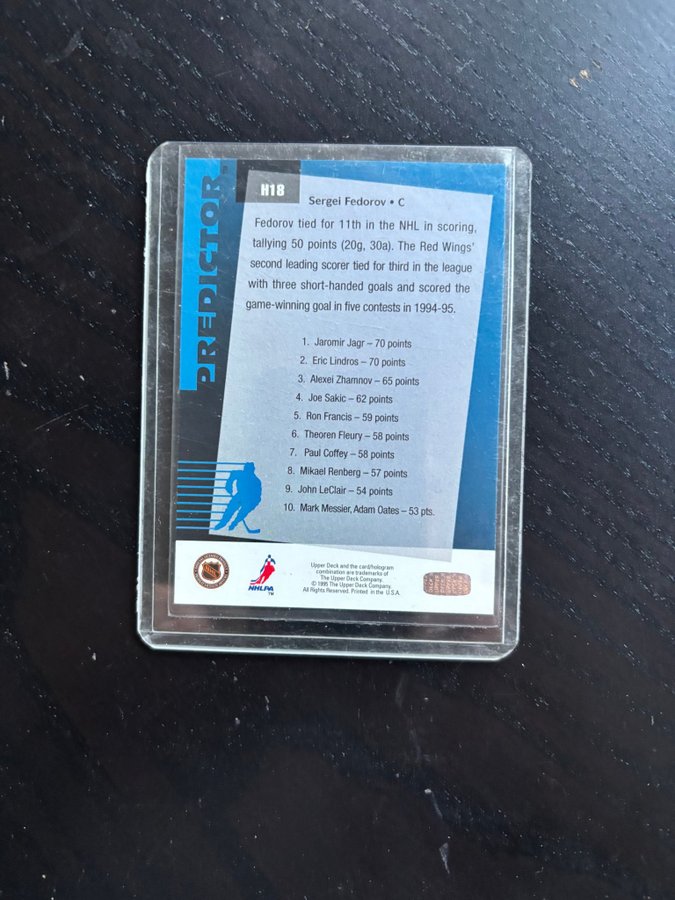 PREDICTOR.
H18
Sergei Fedorov • C
Fedorov tied for 11th in the NHL in scoring,
tallying 50 points (20g, 30a). The Red Wings'
second leading scorer tied for third in the league
with three short-handed goals and scored the
game-winning goal in five contests in 1994-95.
1. Jaromir Jagr – 70 points
2. Eric Lindros – 70 points
3. Alexei Zhamnov – 65 points
4. Joe Sakic – 62 points
5. Ron Francis – 59 points
6. Theoren Fleury – 58 points
7. Paul Coffey – 58 points
8. Mikael Renberg – 57 points
9. John LeClair – 54 points
10. Mark Messier, Adam Oates – 53 pts.
NHLPA
TM
Upper Deck and the card/hologram
combination are trademarks of
The Upper Deck Company.
© 1995 The Upper Deck Company.
All Rights Reserved. Printed in the U.S.A.